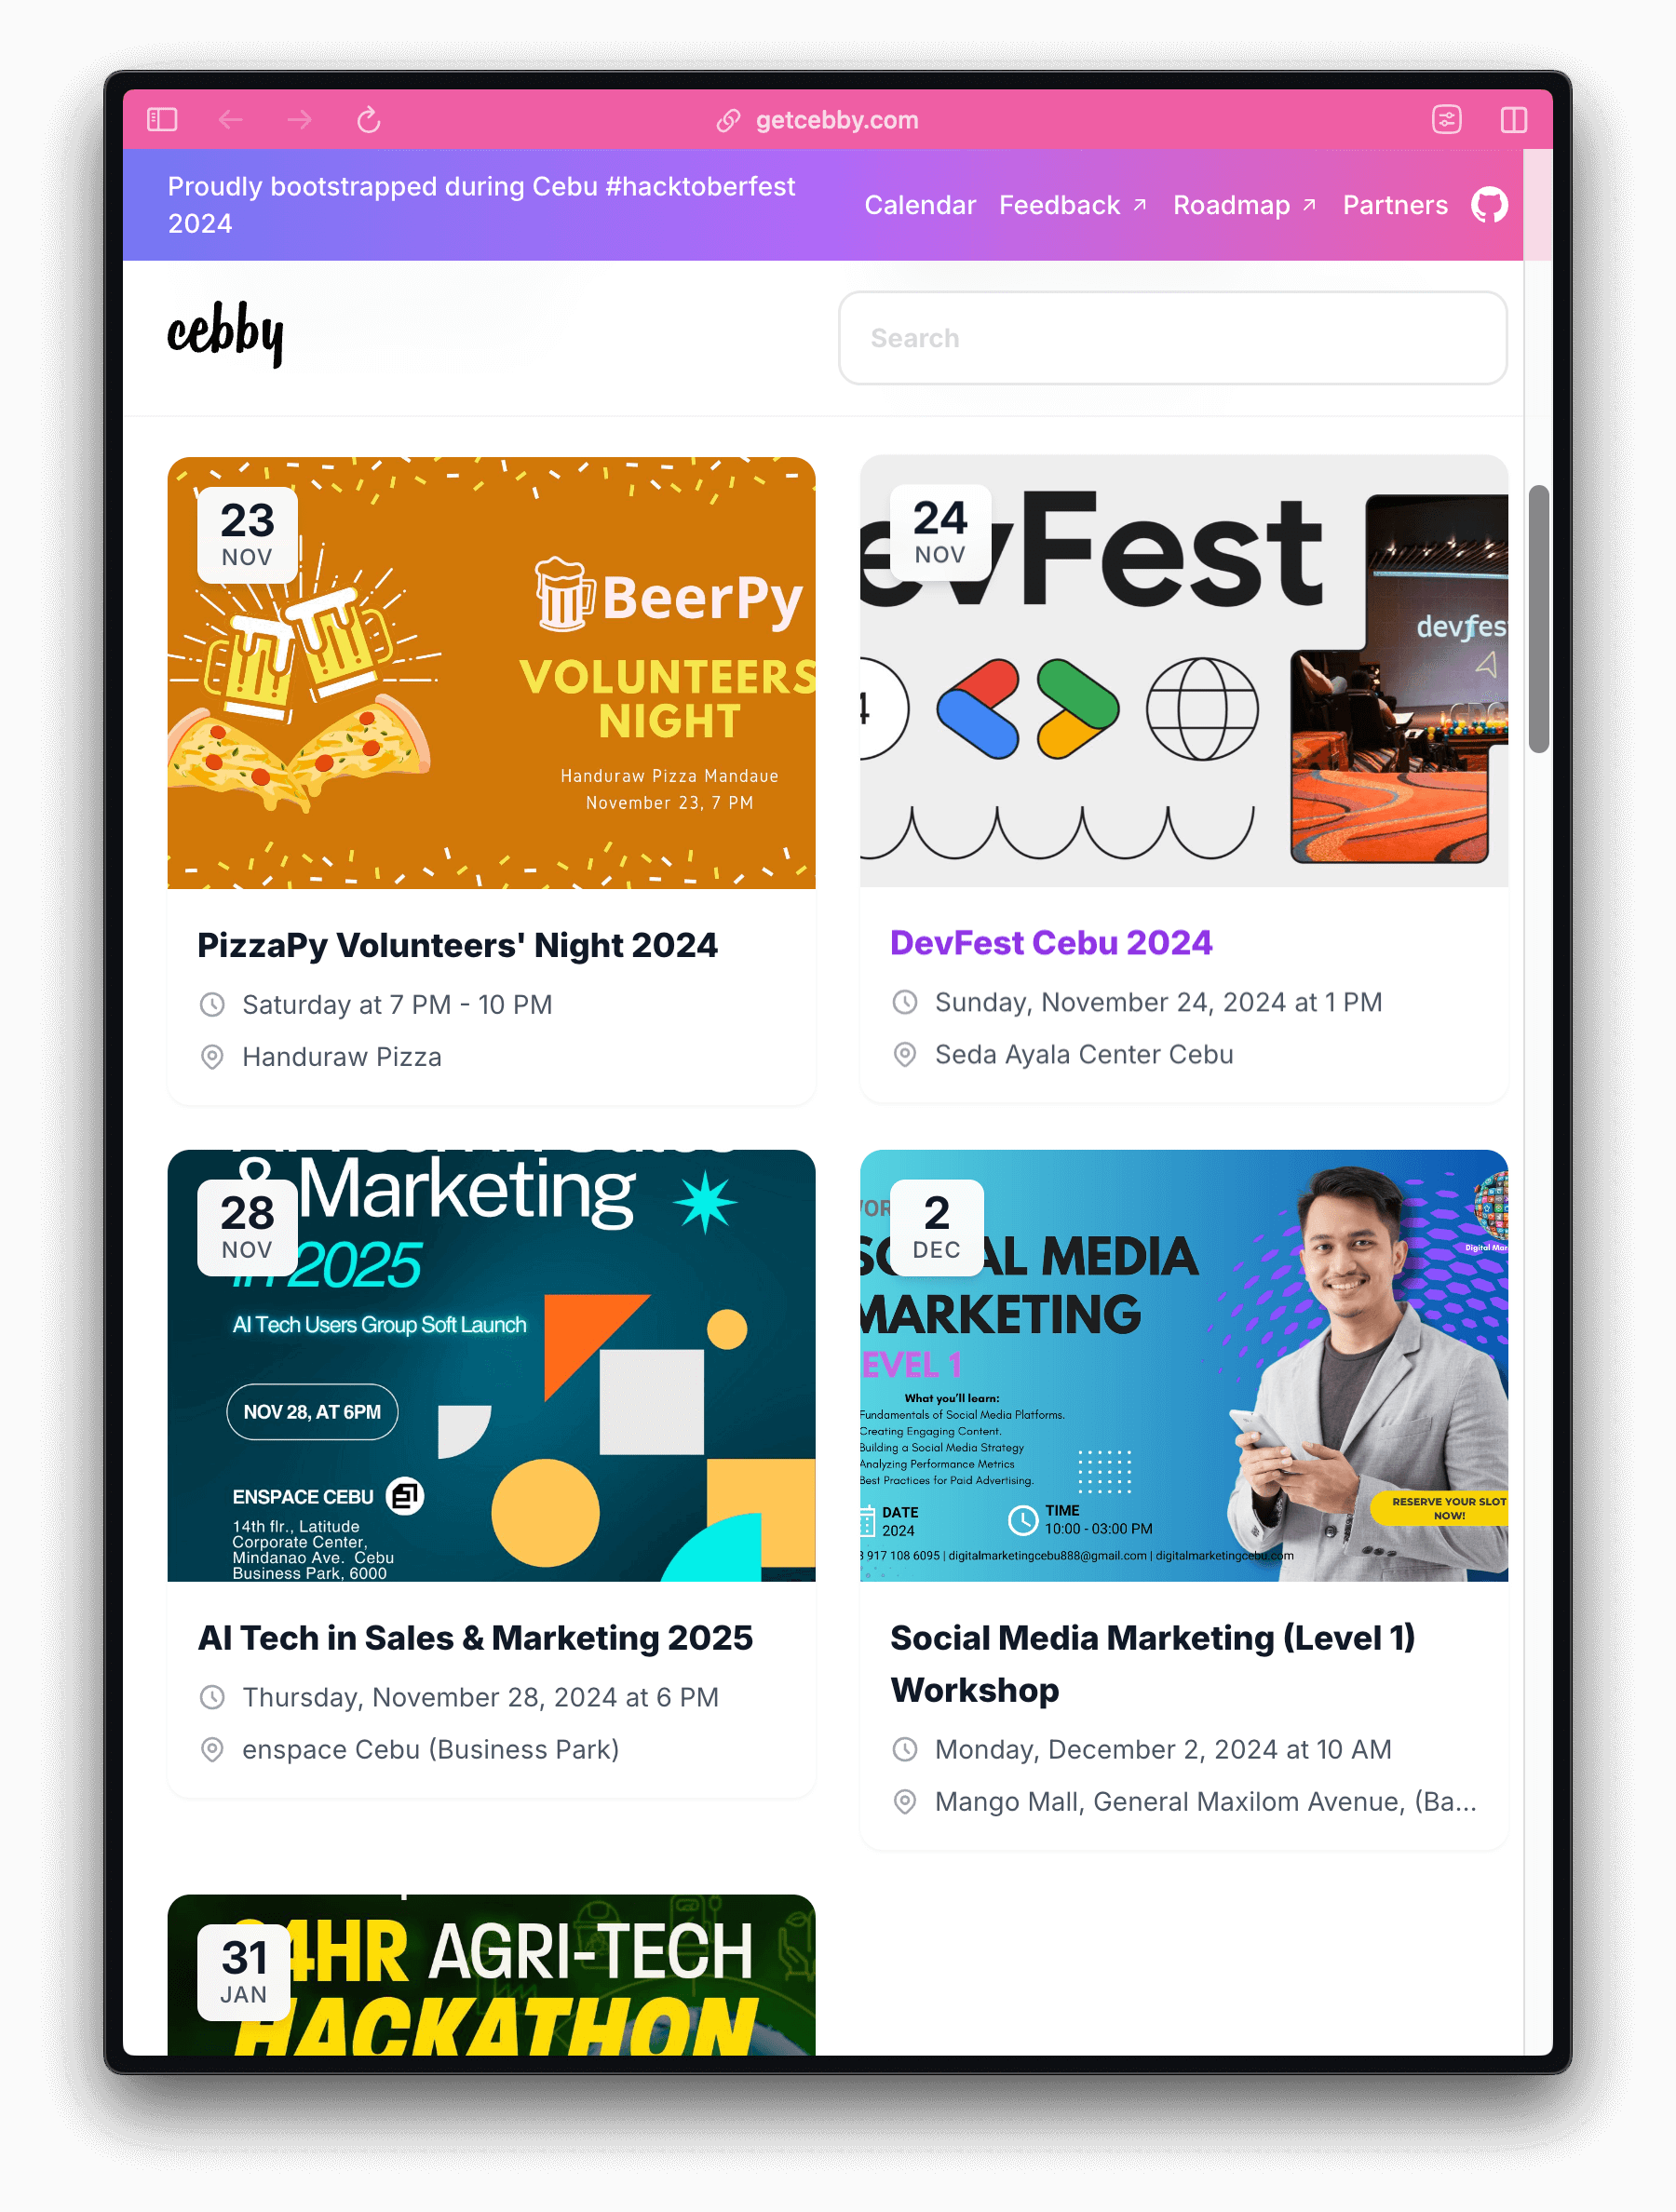 getcebby.com
Proudly bootstrapped during Cebu #hacktoberfest
2024
Calendar
Feedback
Roadmap
Partners
cebby
Search
23
NOV
BeerPy
VOLUNTEERS
NIGHT
Handuraw Pizza Mandaue
November 23, 7 PM
PizzaPy Volunteers' Night 2024
Saturday at 7 PM - 10 PM
Handuraw Pizza
24
NOV
evFest
devfes
4
DevFest Cebu 2024
Sunday, November 24, 2024 at 1 PM
Seda Ayala Center Cebu
28
NOV
& Marketing
in 2025
AI Tech Users Group Soft Launch
NOV 28, AT 6PM
ENSPACE CEBU
14th flr., Latitude
Corporate Center,
Mindanao Ave. Cebu
Business Park, 6000
AI Tech in Sales & Marketing 2025
Thursday, November 28, 2024 at 6 PM
enspace Cebu (Business Park)
2
DEC
MEDIA
MARKETING
EVEL 1
What you'll learn:
Fundamentals of Social Media Platforms.
Creating Engaging Content.
Building a Social Media Strategy
Analyzing Performance Metrics
Best Practices for Paid Advertising.
DATE
2024
TIME
10:00 - 03:00 PM
917 108 6095 | digitalmarketingcebu888@gmail.com | digitalmarketingcebu.com
Digital Mar
RESERVE YOUR SLOT
NOW!
Social Media Marketing (Level 1)
Workshop
Monday, December 2, 2024 at 10 AM
Mango Mall, General Maxilom Avenue, (Ba...
31
JAN
4HR AGRI-TECH
HACKATHON